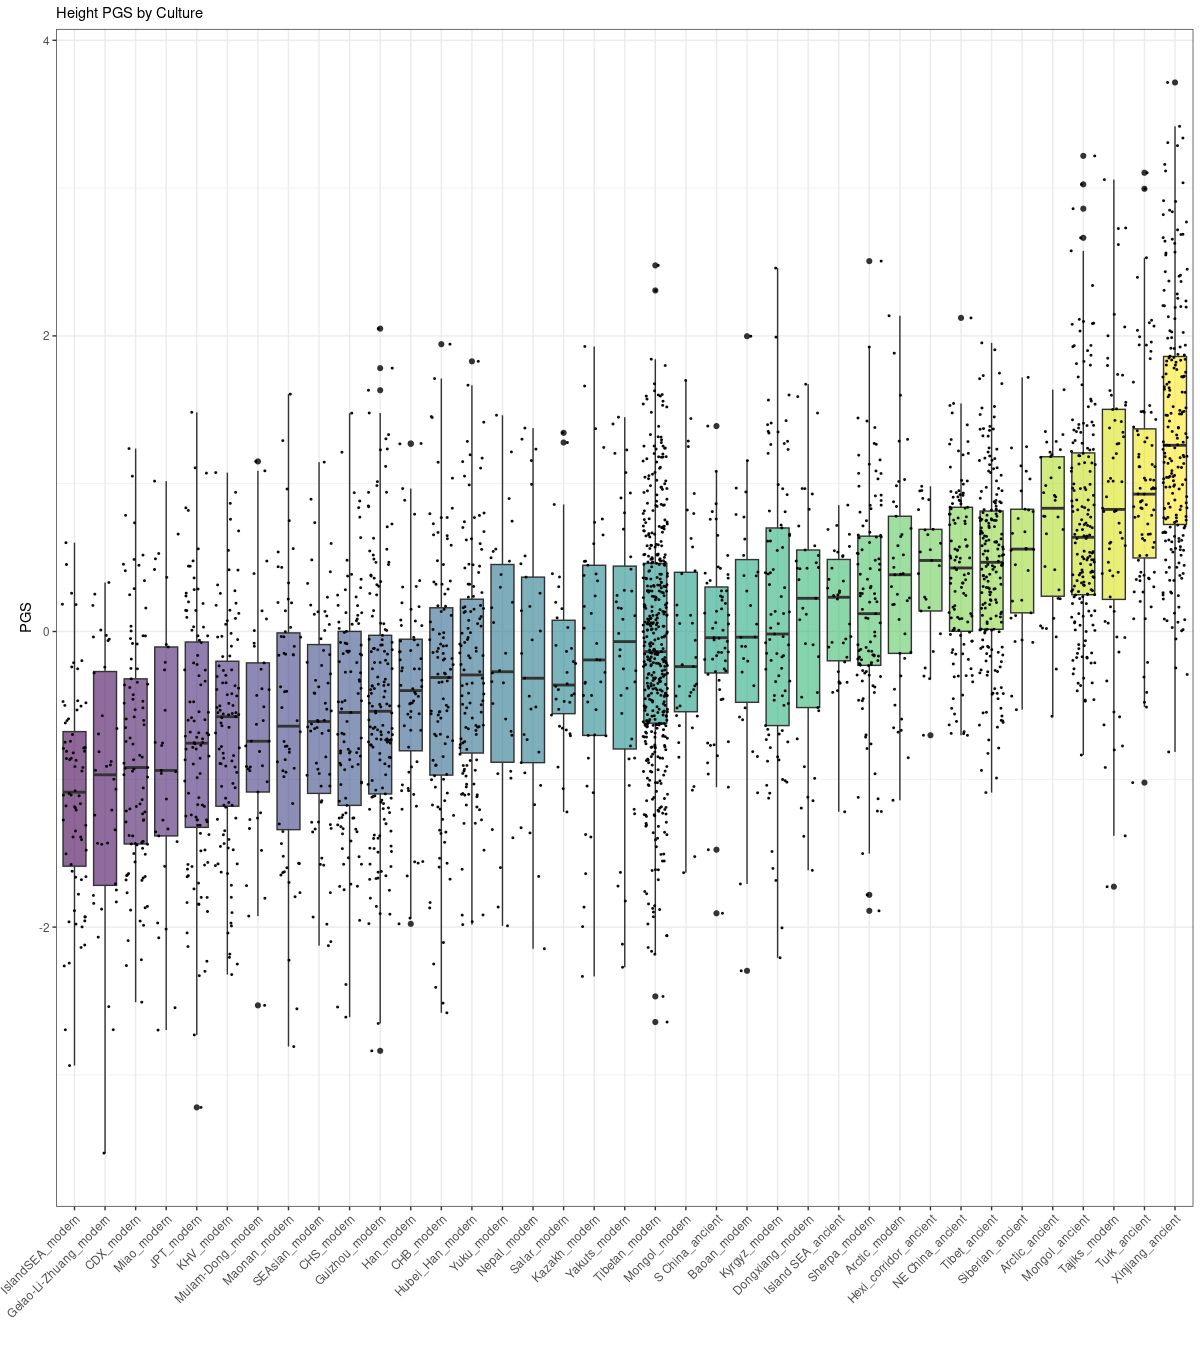 Height PGS by Culture
4
2
0
-2
PGS
IslandSEA_modern
Gelao-Li-Zhuang_modern
CDX_modern
Miao_modern
JPT_modern
KHV_modern
Mulam-Dong_modern
Maonan_modern
SEAsian_modern
CHS_modern
Guizhou_modern
Han_modern
CHB_modern
Hubei_Han_modern
Yuku_modern
Nepal_modern
Salar_modern
Kazakh_modern
Yakuts_modern
Tibetan_modern
Mongol_modern
S China_ancient
Baoan_modern
Kyrgyz_modern
Dongxiang_modern
Island SEA_ancient
Sherpa_modern
Arctic_modern
Hexi_corridor_ancient
NE China_ancient
Tibet_ancient
Siberian_ancient
Arctic_ancient
Mongol_ancient
Tajiks_modern
Turk_ancient
Xinjiang_ancient